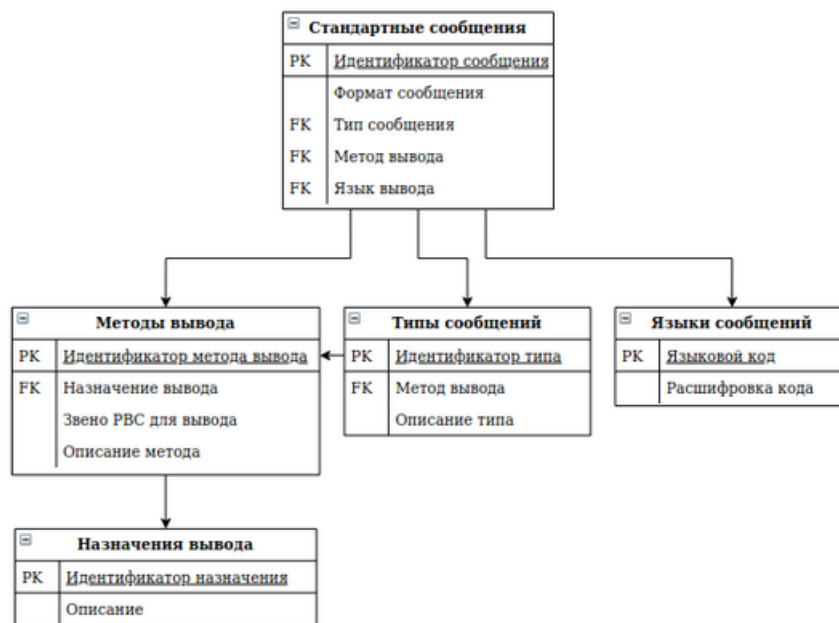 Стандартные сообщения
PK Идентификатор сообщения
Формат сообщения
FK Тип сообщения
FK Метод вывода
FK Язык вывода
Методы вывода
PK Идентификатор метода вывода
FK Назначение вывода
Звено РВС для вывода
Описание метода
Типы сообщений
PK Идентификатор типа
FK Метод вывода
Описание типа
Языки сообщений
PK Языковой код
Расшифровка кода
Назначения вывода
PK Идентификатор назначения
Описание